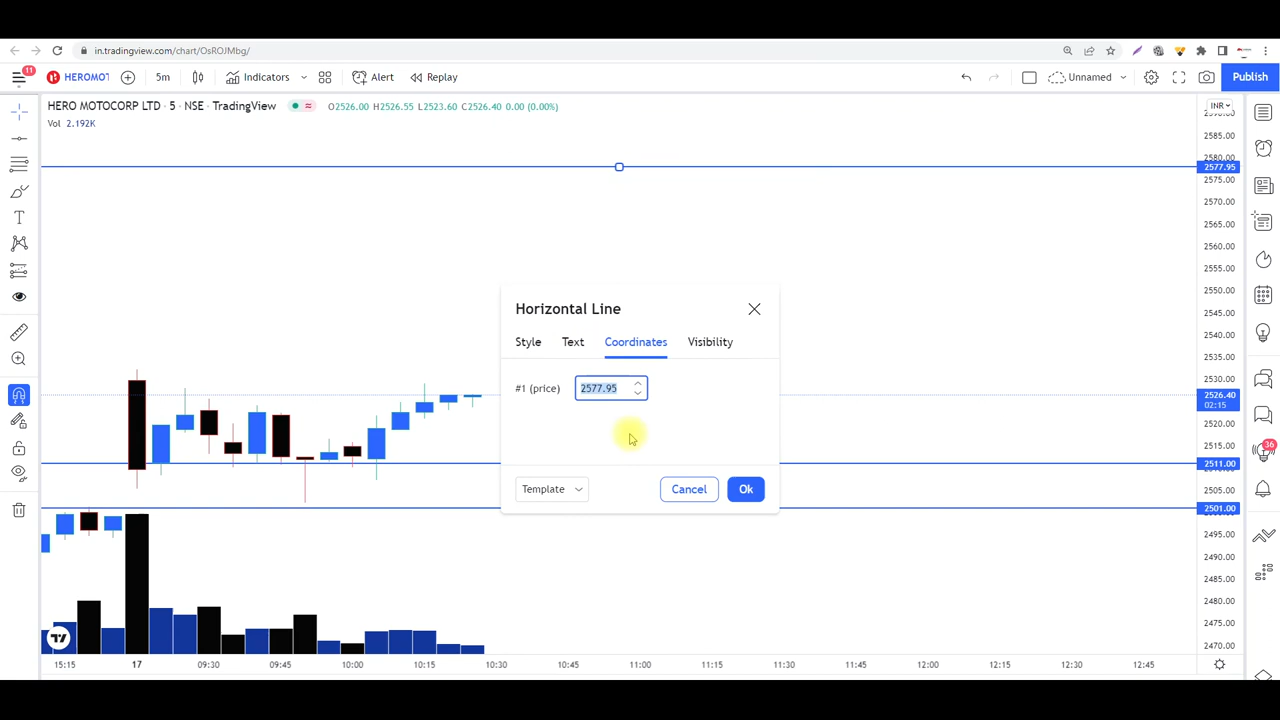 in.tradingview.com/chart/OsROJMbg/
11
HEROMOT
5m
Indicators
Alert
Replay
Unnamed
Publish
HERO MOTOCORP LTD · 5 · NSE · TradingView
O2526.00 H2526.55 L2523.60 C2526.40 0.00 (0.00%)
INR
Vol 2.192K
2585.00
2580.00
2577.95
2575.00
2570.00
2565.00
2560.00
2555.00
2550.00
2545.00
2540.00
2535.00
2530.00
2526.40
02:15
2520.00
2515.00
2511.00
2505.00
2501.00
2495.00
2490.00
2485.00
2480.00
2475.00
2470.00
36
Horizontal Line
Style
Text
Coordinates
Visibility
#1 (price)
2577.95
Template
Cancel
Ok
15:15
17
09:30
09:45
10:00
10:15
10:30
10:45
11:00
11:15
11:30
11:45
12:00
12:15
12:30
12:45